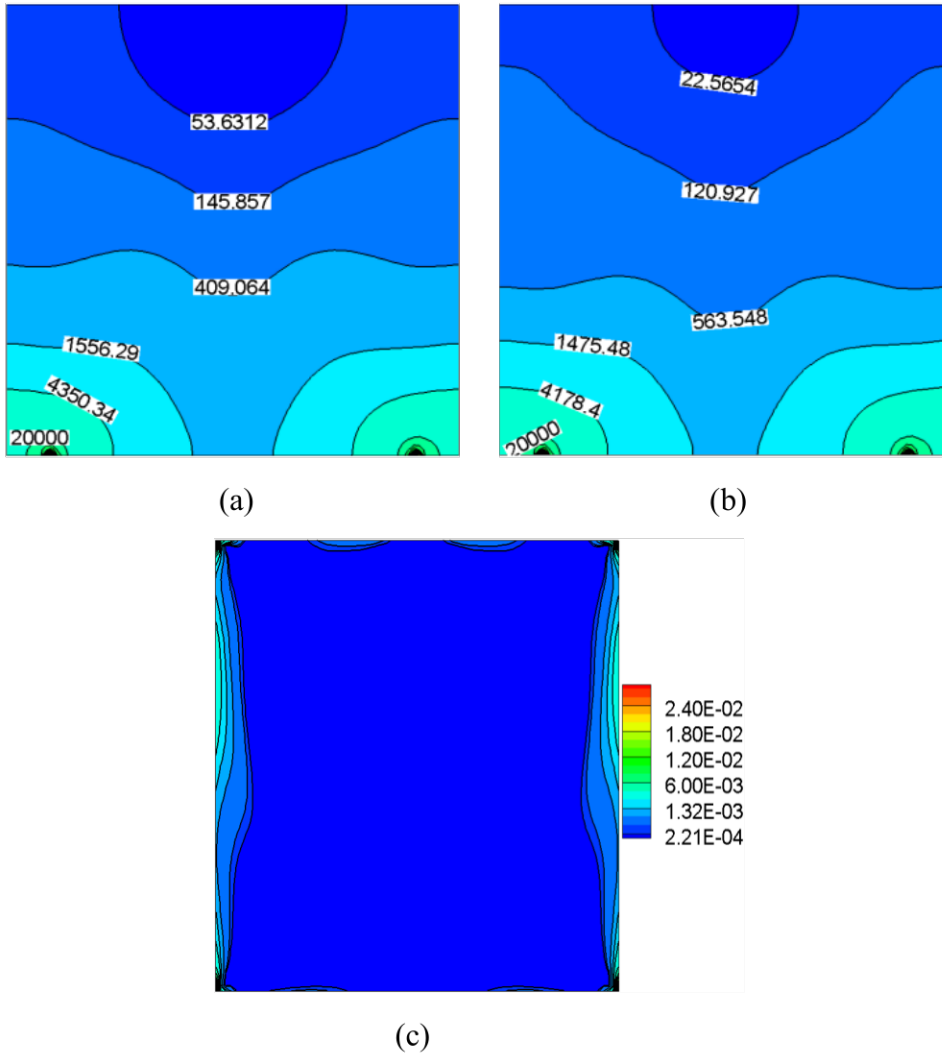 53.6312
145.857
409.064
1556.29
4350.34
20000
(a)
22.5654
120.927
563.548
1475.48
4178.4
20000
(b)
2.40E-02
1.80E-02
1.20E-02
6.00E-03
1.32E-03
2.21E-04
(c)